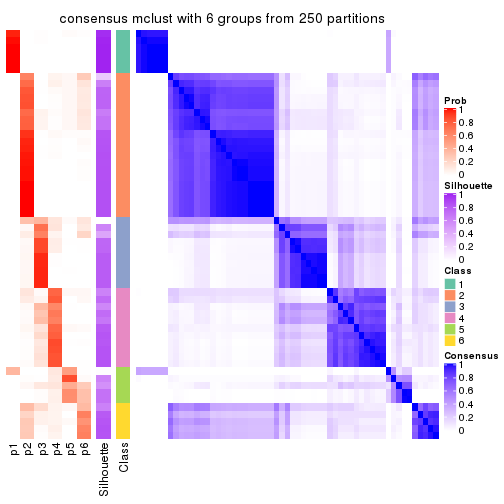 consensus mclust with 6 groups from 250 partitions
Prob
1
0.8
0.6
0.4
0.2
0
Silhouette
1
0.8
0.6
0.4
0.2
0
Class
1
2
3
4
5
6
Consensus
1
0.8
0.6
0.4
0.2
0
p1
p2
p3
p4
p5
p6
Silhouette
Class